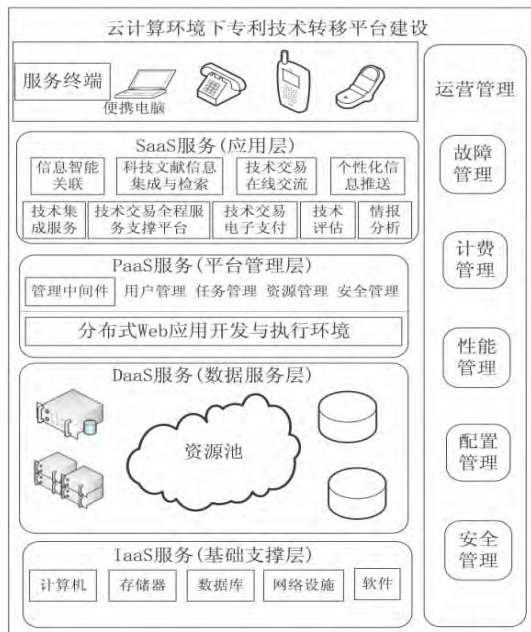 云计算环境下专利技术转移平台建设
服务终端
便携电脑
SaaS服务(应用层)
信息智能
关联
科技文献信息
集成与检索
技术交易
在线交流
个性化信
息推送
技术集
成服务
技术交易全程服
务支撑平台
技术交易
电子支付
技术
评估
情报
分析
PaaS服务(平台管理层)
管理中间件 用户管理 任务管理 资源管理 安全管理
分布式Web应用开发与执行环境
DaaS服务(数据服务层)
资源池
IaaS服务(基础支撑层)
计算机 存储器 数据库 网络设施 软件
运营管理
故障
管理
计费
管理
性能
管理
配置
管理
安全
管理